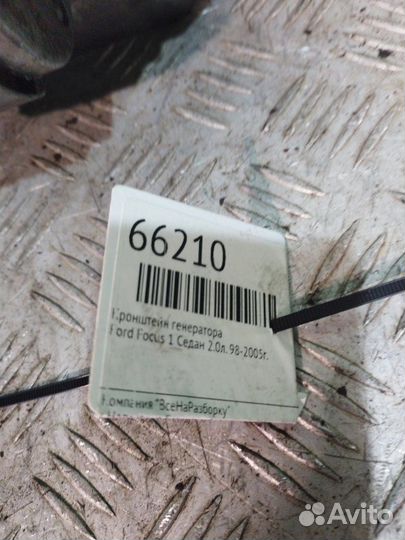 66210
Кронштейн генератора
Ford Focus 1 Седан 2.0л. 98-2005г.
Компания "ВсеНаРазборку"
Avito